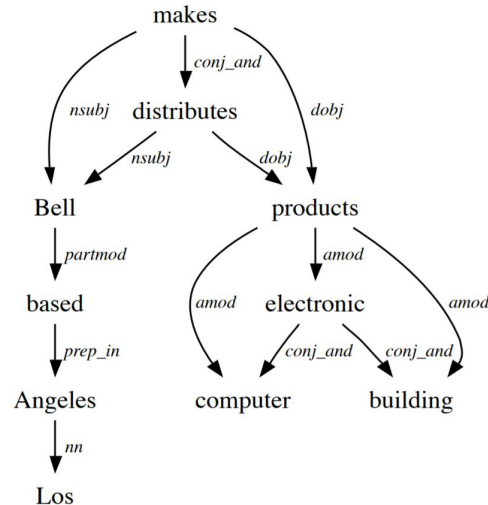 makes
conj_and
nsubj distributes dobj
nsubj dobj
Bell products
partmod amod
based amod electronic amod
prep_in conj_and conj_and
Angeles computer building
nn
Los